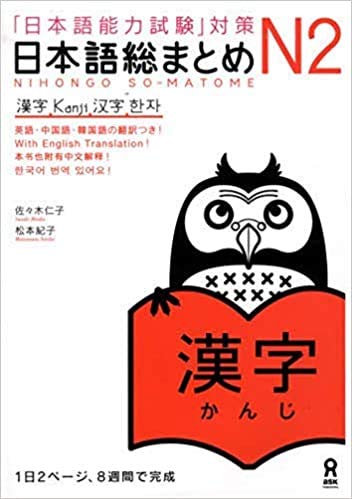 「日本語能力試験」対策
日本語総まとめ N2
NIHONGO SO-MATOME
漢字 Kanji 汉字 한자
英語・中国語・韓国語の翻訳つき!
With English Translation!
本书也附有中文解释!
한국어 번역 있어요!
佐々木仁子
松本紀子
漢字
かんじ
1日2ページ、8週間で完成
ask